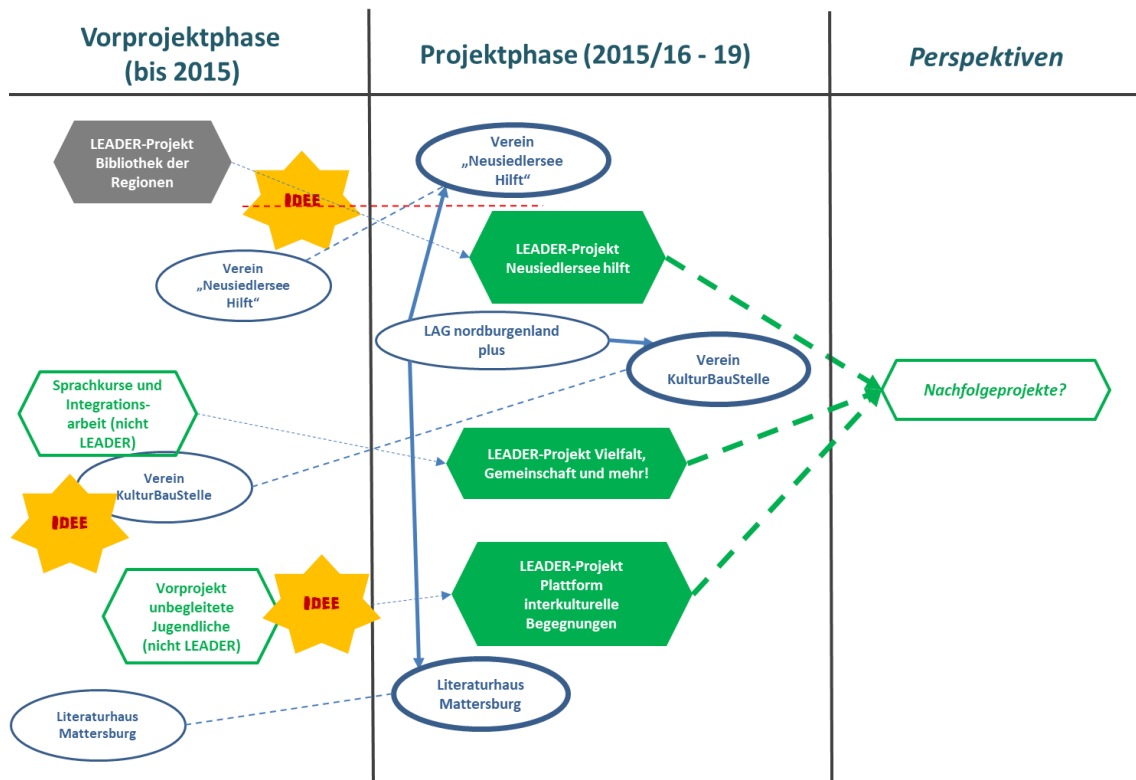 Vorprojektphase
(bis 2015)
Projektphase (2015/16 - 19)
Perspektiven
LEADER-Projekt
Bibliothek der
Regionen
IDEE
Verein
„Neusiedlersee
Hilft“
Verein
„Neusiedlersee
Hilft“
LEADER-Projekt
Neusiedlersee hilft
LAG nordburgenland
plus
Verein
KulturBauStelle
Nachfolgeprojekte?
Sprachkurse und
Integrations-
arbeit (nicht
LEADER)
Verein
KulturBauStelle
IDEE
LEADER-Projekt Vielfalt,
Gemeinschaft und mehr!
Vorprojekt
unbegleitete
Jugendliche
(nicht LEADER)
IDEE
LEADER-Projekt
Plattform
interkulturelle
Begegnungen
Literaturhaus
Mattersburg
Literaturhaus
Mattersburg